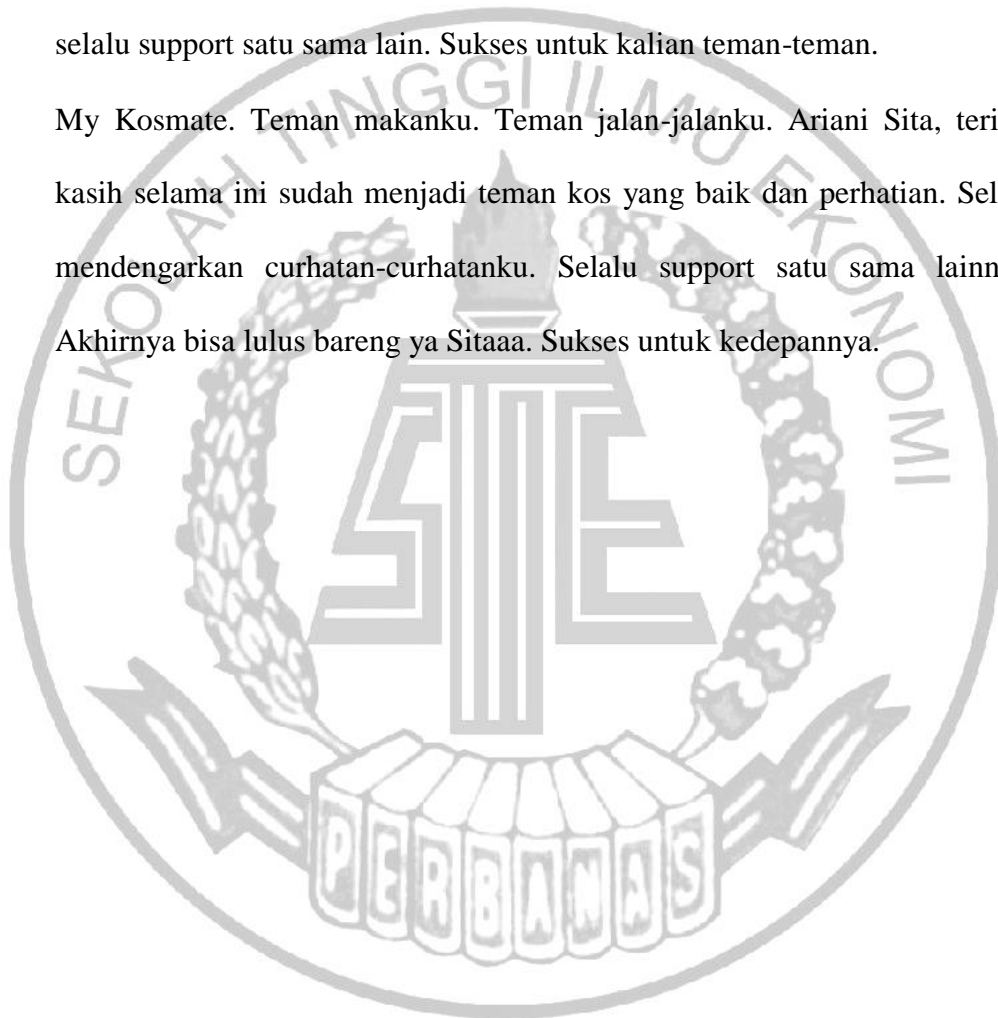 selalu support satu sama lain. Sukses untuk kalian teman-teman.
My Kosmate. Teman makanku. Teman jalan-jalanku. Ariani Sita, teri
kasih selama ini sudah menjadi teman kos yang baik dan perhatian. Sel
mendengarkan curhatan-curhatanku. Selalu support satu sama lainn
Akhirnya bisa lulus bareng ya Sitaaa. Sukses untuk kedepannya.
SEKOLAH TINGGI ILMU EKONOMI
STIE
PERBANAS